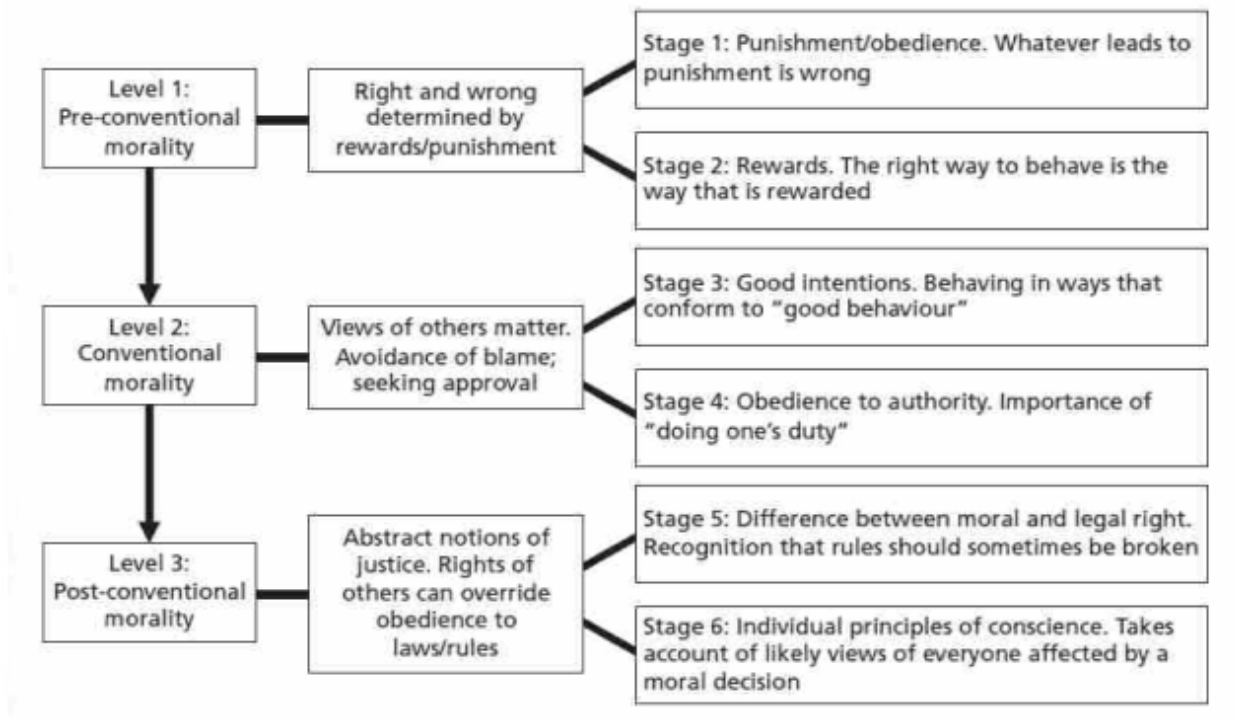 Level 1:
Pre-conventional
morality
Right and wrong
determined by
rewards/punishment
Stage 1: Punishment/obedience. Whatever leads to
punishment is wrong
Stage 2: Rewards. The right way to behave is the
way that is rewarded
Level 2:
Conventional
morality
Views of others matter.
Avoidance of blame;
seeking approval
Stage 3: Good intentions. Behaving in ways that
conform to “good behaviour”
Stage 4: Obedience to authority. Importance of
“doing one’s duty”
Level 3:
Post-conventional
morality
Abstract notions of
justice. Rights of
others can override
obedience to
laws/rules
Stage 5: Difference between moral and legal right.
Recognition that rules should sometimes be broken
Stage 6: Individual principles of conscience. Takes
account of likely views of everyone affected by a
moral decision